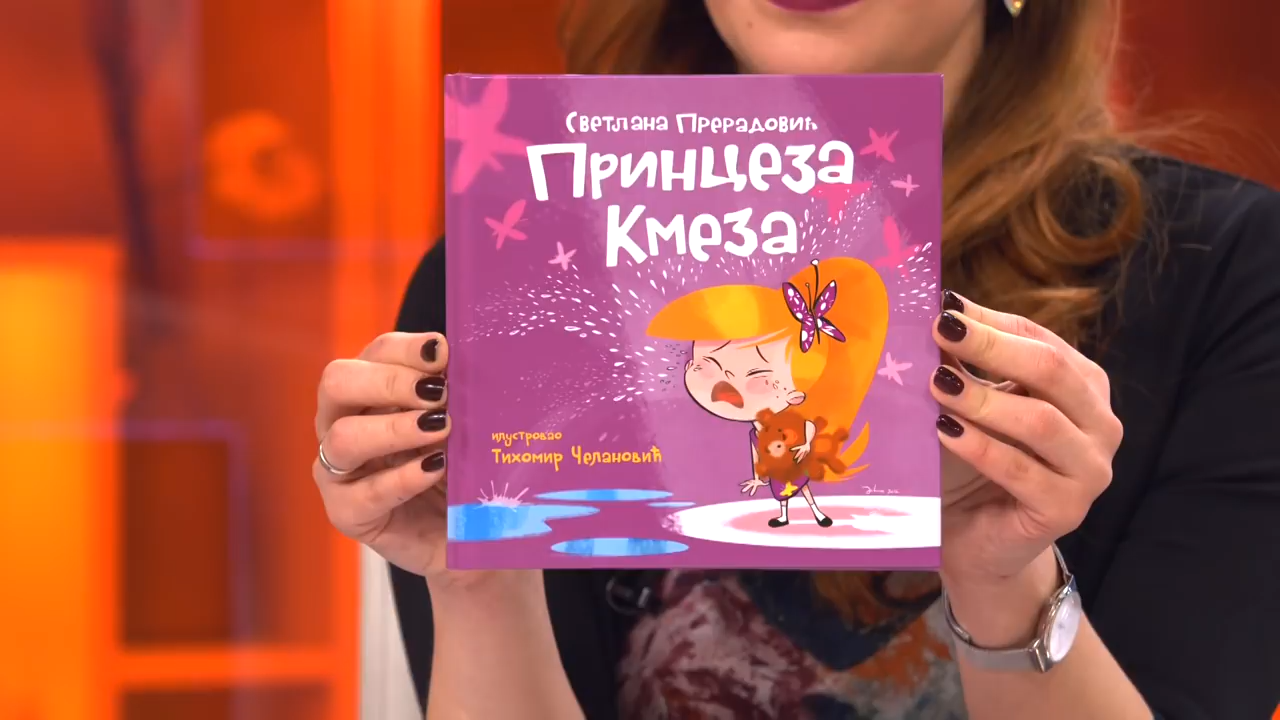 Светлана Прерадовић
Принцеза
Кмеза
илустровао
Тихомир Челановић